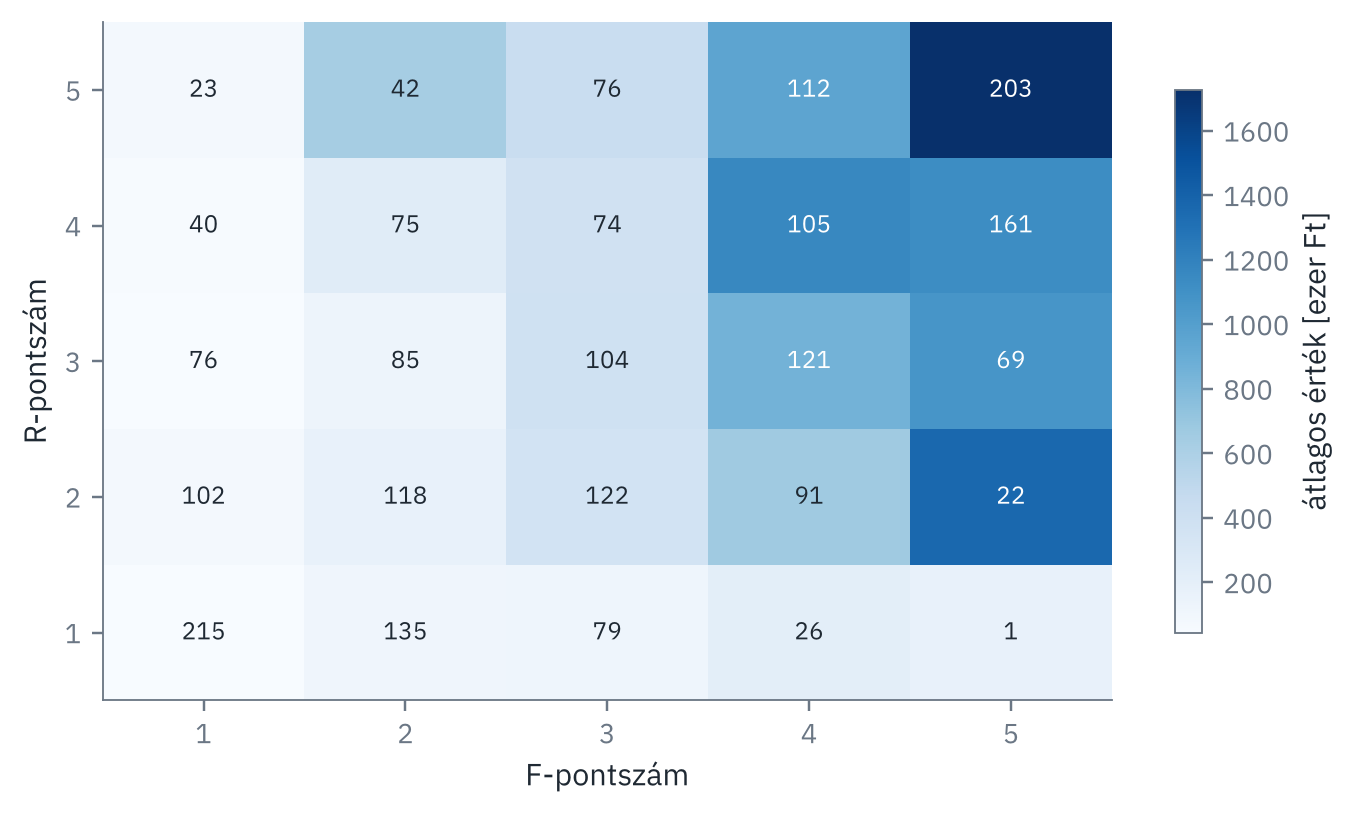 5 23 42 76 112 203
4 40 75 74 105 161
3 76 85 104 121 69
2 102 118 122 91 22
1 215 135 79 26 1
1 2 3 4 5
F-pontszám
R-pontszám
1600
1400
1200
1000
800
600
400
200
átlagos érték [ezer Ft]